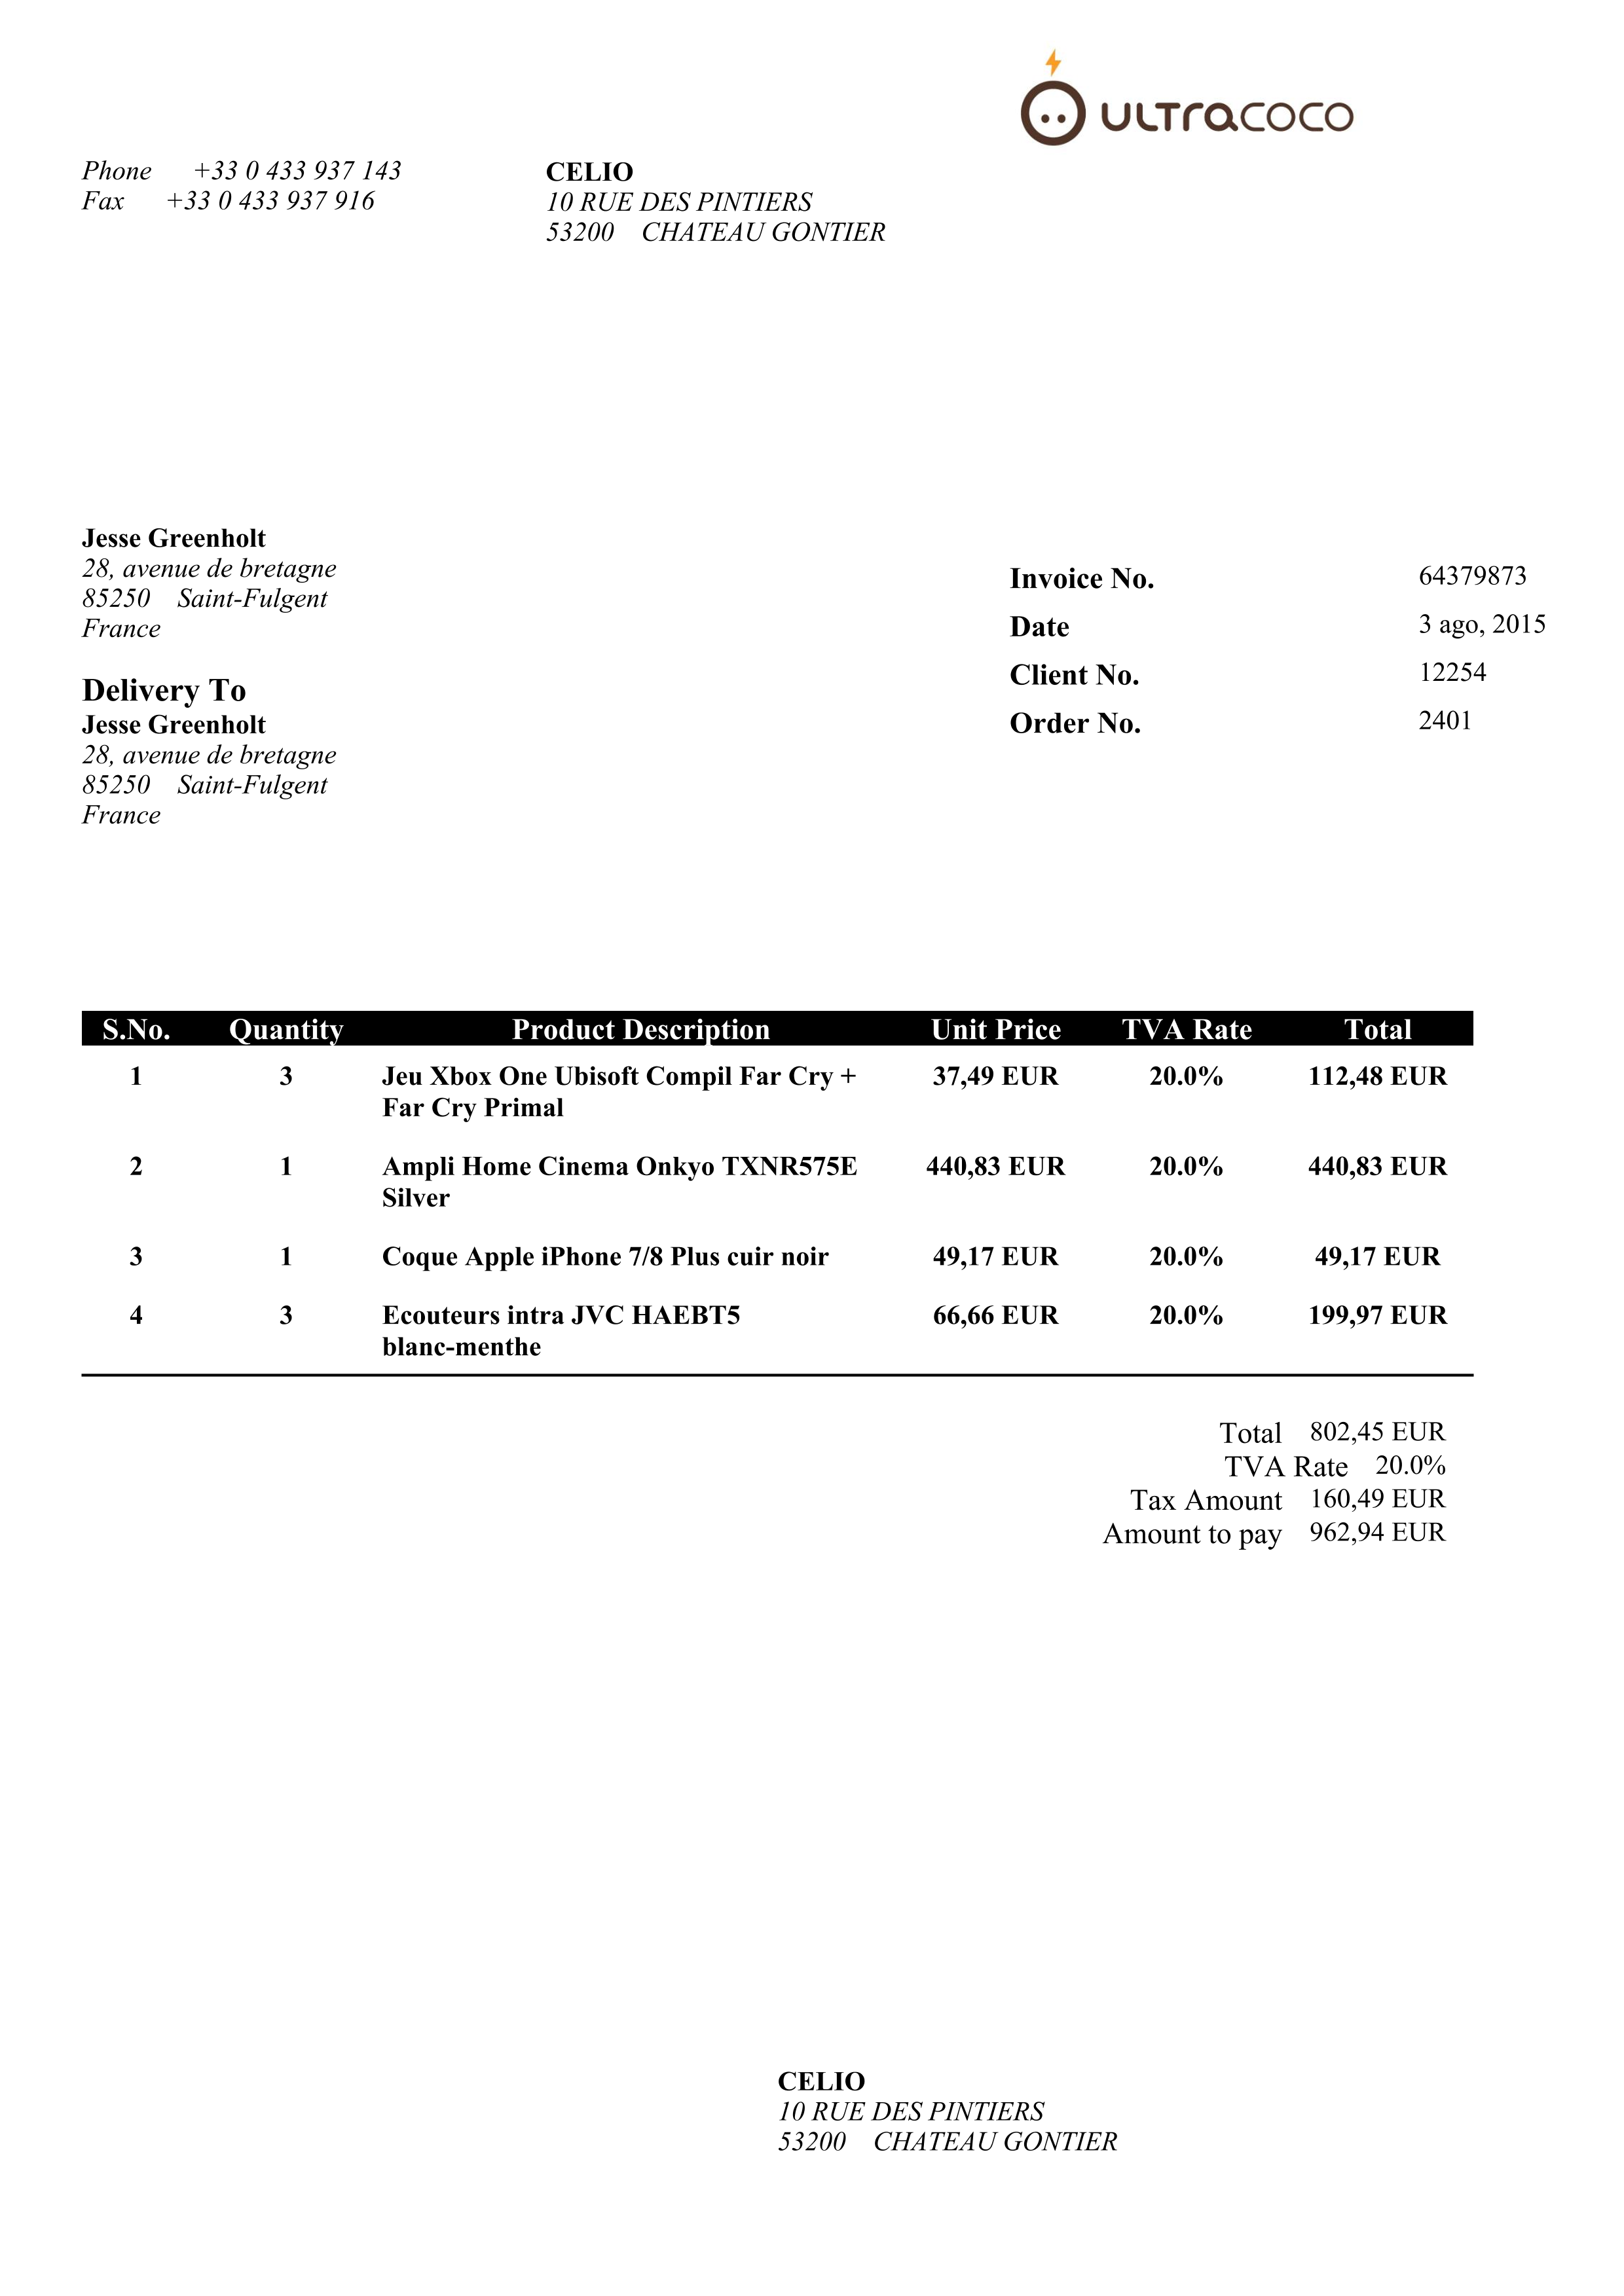 ULTRACOCO
Phone +33 0 433 937 143
Fax +33 0 433 937 916
CELIO
10 RUE DES PINTIERS
53200 CHATEAU GONTIER
Jesse Greenholt
28, avenue de bretagne
85250 Saint-Fulgent
France
Delivery To
Jesse Greenholt
28, avenue de bretagne
85250 Saint-Fulgent
France
Invoice No. 64379873
Date 3 ago, 2015
Client No. 12254
Order No. 2401
S.No. Quantity Product Description Unit Price TVA Rate Total
1 3 Jeu Xbox One Ubisoft Compil Far Cry + 37,49 EUR 20.0% 112,48 EUR
Far Cry Primal
2 1 Ampli Home Cinema Onkyo TXNR575E 440,83 EUR 20.0% 440,83 EUR
Silver
3 1 Coque Apple iPhone 7/8 Plus cuir noir 49,17 EUR 20.0% 49,17 EUR
4 3 Ecouteurs intra JVC HAEBT5 66,66 EUR 20.0% 199,97 EUR
blanc-menthe
Total 802,45 EUR
TVA Rate 20.0%
Tax Amount 160,49 EUR
Amount to pay 962,94 EUR
CELIO
10 RUE DES PINTIERS
53200 CHATEAU GONTIER